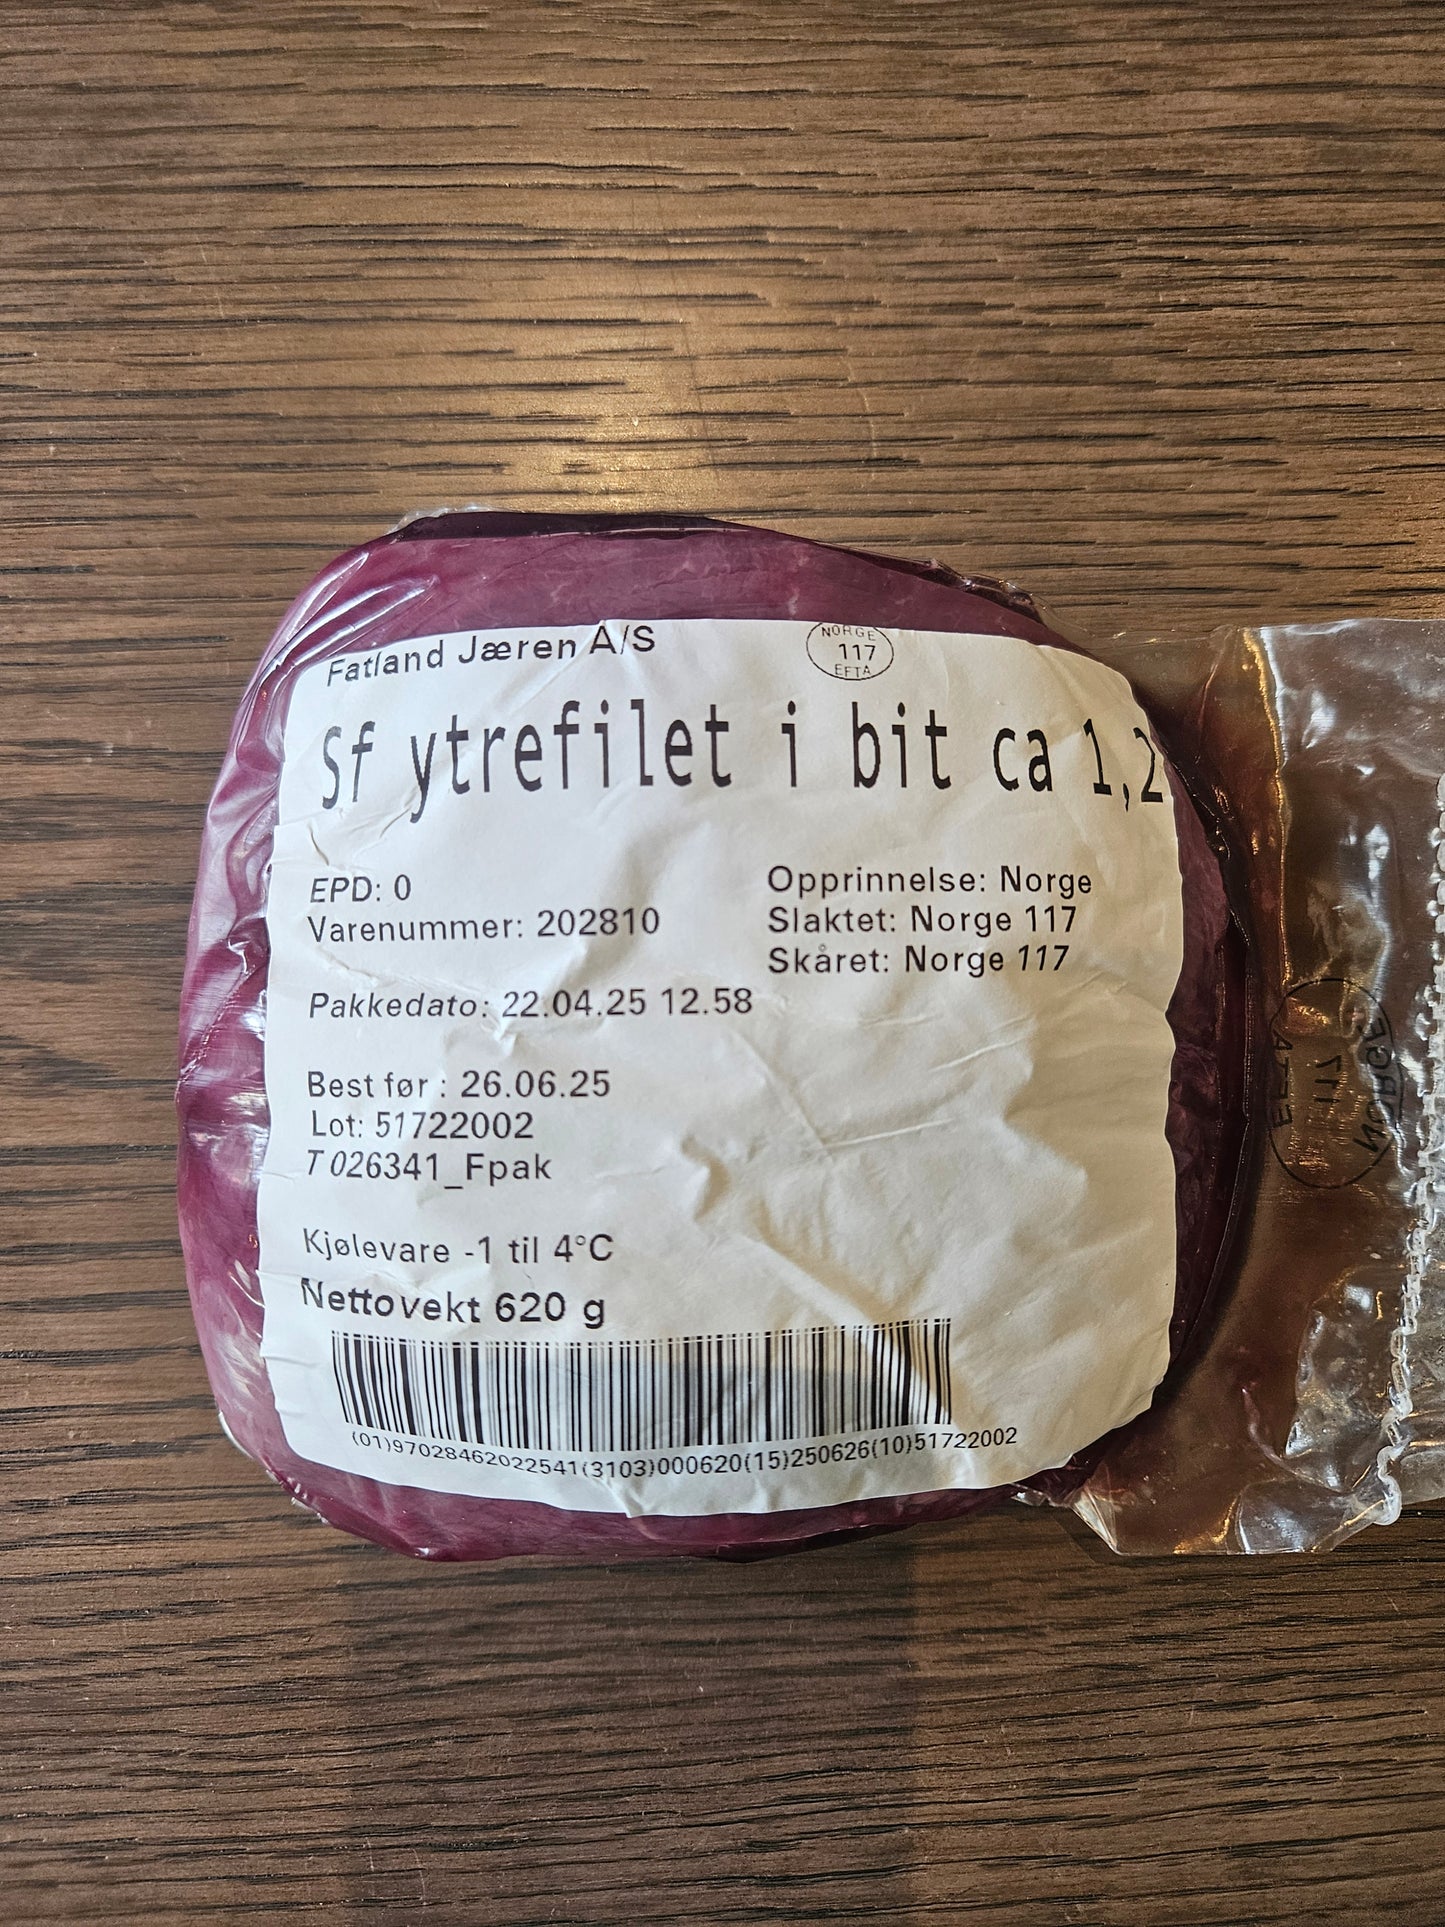 Fatland Jæren A/S
NORGE
117
EFTA
Sf ytrefilet i bit ca 1,2
EPD: 0
Varenummer: 202810
Opprinnelse: Norge
Slaktet: Norge 117
Skåret: Norge 117
Pakkedato: 22.04.25 12.58
Best før : 26.06.25
Lot: 51722002
T 026341_Fpak
Kjølevare -1 til 4°C
Nettovekt 620 g
(01)97028462022541(3103)000620(15)250626(10)51722002
NORGE
117
EFTA